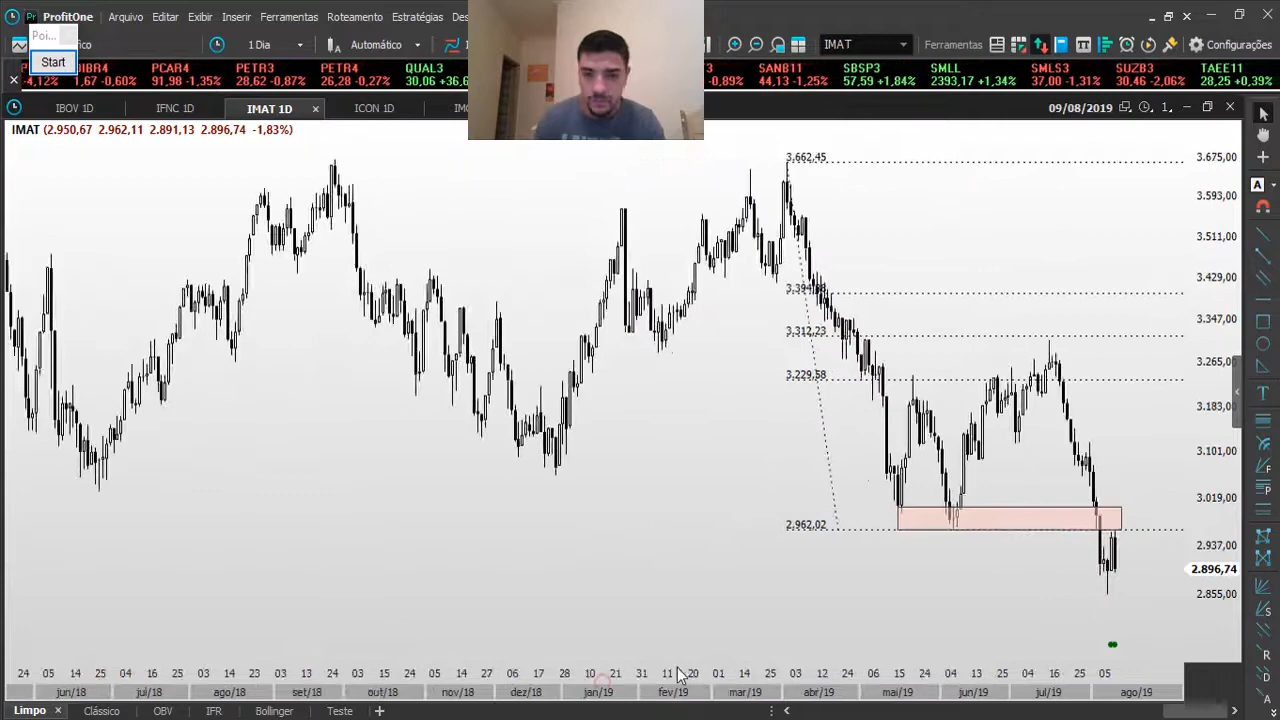 ProfitOne Arquivo Editar Exibir Inserir Ferramentas Roteamento Estratégias
Poi...
Start
1 Dia Automático IMAT Ferramentas Configurações
-4,12% PCAR4 PETR3 PETR4 QUAL3 SANB11 SBSP3 SMLL SMLS3 SUZB3 TAEE11
1,67 -0,60% 91,98 -1,35% 28,62 -0,87% 26,28 -0,27% -0,89% 44,13 -1,25% 57,59 +1,84% 2393,17 +1,34% 37,00 -1,31% 30,46 -2,06% 28,25 +0,39%
IBOV 1D IFNC 1D IMAT 1D ICON 1D 09/08/2019
IMAT (2.950,67 2.962,11 2.891,13 2.896,74 -1,83%)
3.662,45 3.675,00
3.593,00
3.511,00
3.429,00
3.347,00
3.312,23
3.265,00
3.229,58
3.183,00
3.101,00
3.019,00
2.962,02
2.937,00
2.896,74
2.855,00
24 05 14 25 04 16 25 03 14 23 03 13 24 03 15 24 05 14 27 06 17 28 10 21 31 11 20 01 14 25 03 12 24 06 15 24 04 13 25 05 16 25 05
jun/18 jul/18 ago/18 set/18 out/18 nov/18 dez/18 jan/19 fev/19 mar/19 abr/19 mai/19 jun/19 jul/19 ago/19
Limpo Clássico OBV IFR Bollinger Teste